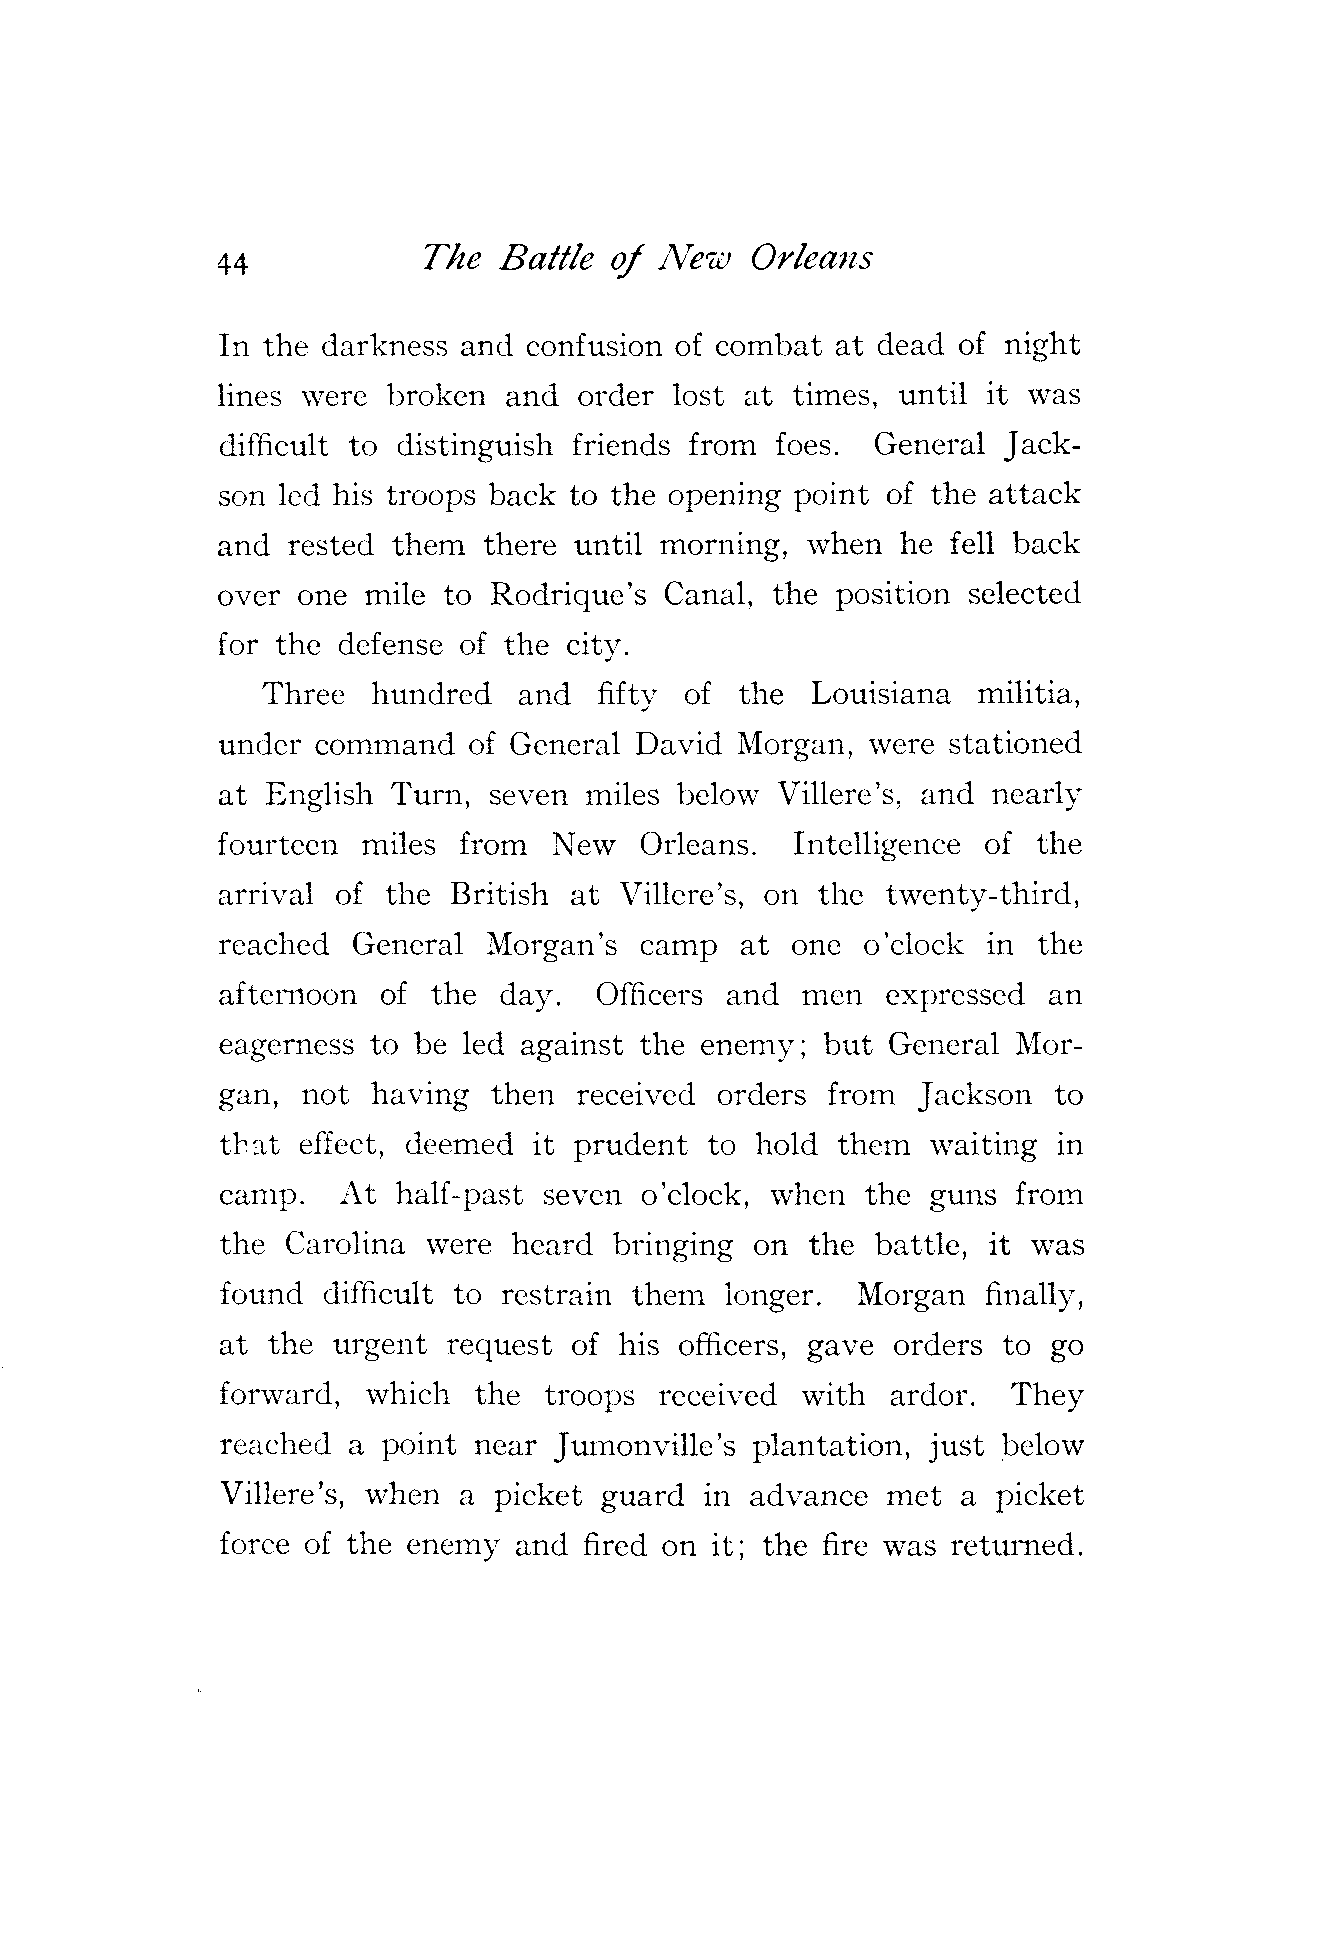 44 The Battle of New Orleans
In the darkness and confusion of combat at dead of night
lines were broken and order lost at times, until it was
difficult to distinguish friends from foes. General Jack-
son led his troops back to the opening point of the attack
and rested them there until morning, when he fell back
over one mile to Rodrique's Canal, the position selected
for the defense of the city.
Three hundred and fifty of the Louisiana militia,
under command of General David Morgan, were stationed
at English Turn, seven miles below Villere's, and nearly
fourteen miles from New Orleans. Intelligence of the
arrival of the British at Villere's, on the twenty-third,
reached General Morgan's camp at one o'clock in the
afternoon of the day. Officers and men expressed an
eagerness to be led against the enemy; but General Mor-
gan, not having then received orders from Jackson to
that effect, deemed it prudent to hold them waiting in
camp. At half-past seven o'clock, when the guns from
the Carolina were heard bringing on the battle, it was
found difficult to restrain them longer. Morgan finally,
at the urgent request of his officers, gave orders to go
forward, which the troops received with ardor. They
reached a point near Jumonville's plantation, just below
Villere's, when a picket guard in advance met a picket
force of the enemy and fired on it; the fire was returned.